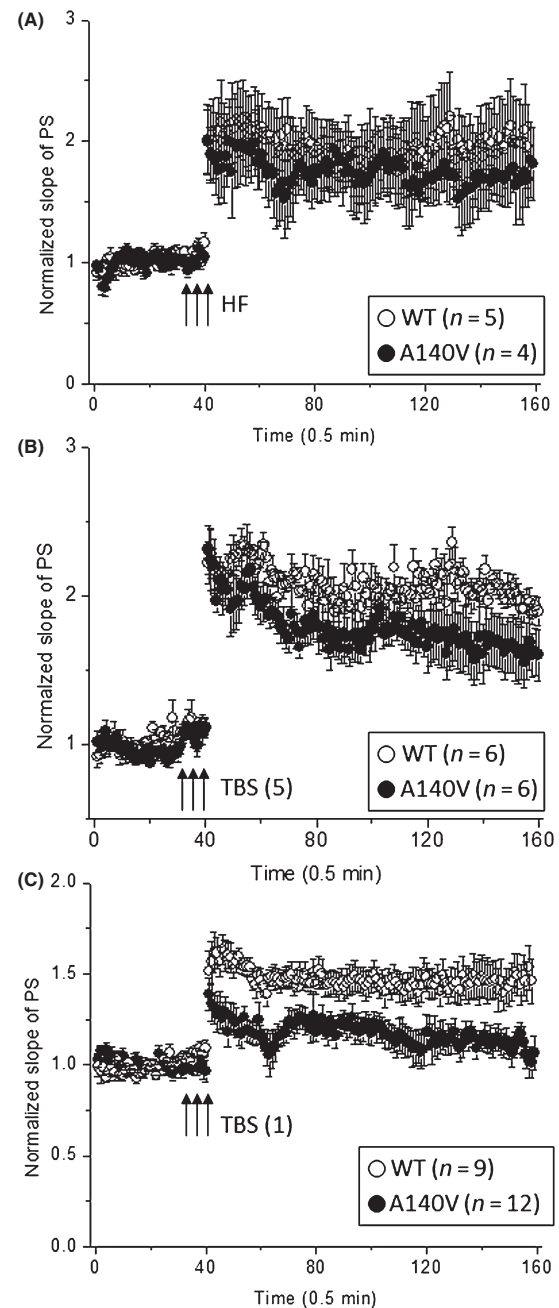 (A)
3
2
1
0
Normalized slope of PS
HF
WT (n = 5)
A140V (n = 4)
0 40 80 120 160
Time (0.5 min)
(B)
3
2
1
Normalized slope of PS
TBS (5)
WT (n = 6)
A140V (n = 6)
0 40 80 120 160
Time (0.5 min)
(C)
2.0
1.5
1.0
0.5
0.0
Normalized slope of PS
TBS (1)
WT (n = 9)
A140V (n = 12)
0 40 80 120 160
Time (0.5 min)